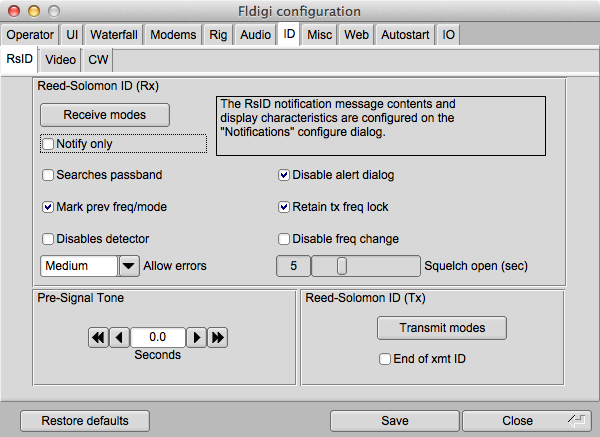 Fldigi configuration
Operator UI Waterfall Modems Rig Audio ID Misc Web Autostart IO
RsID Video CW
Reed-Solomon ID (Rx)
Receive modes
The RsID notification message contents and
display characteristics are configured on the
"Notifications" configure dialog.
Notify only
Searches passband
Disable alert dialog
Mark prev freq/mode
Retain tx freq lock
Disables detector
Disable freq change
Medium Allow errors
5 Squelch open (sec)
Pre-Signal Tone
0.0
Seconds
Reed-Solomon ID (Tx)
Transmit modes
End of xmt ID
Restore defaults
Save
Close